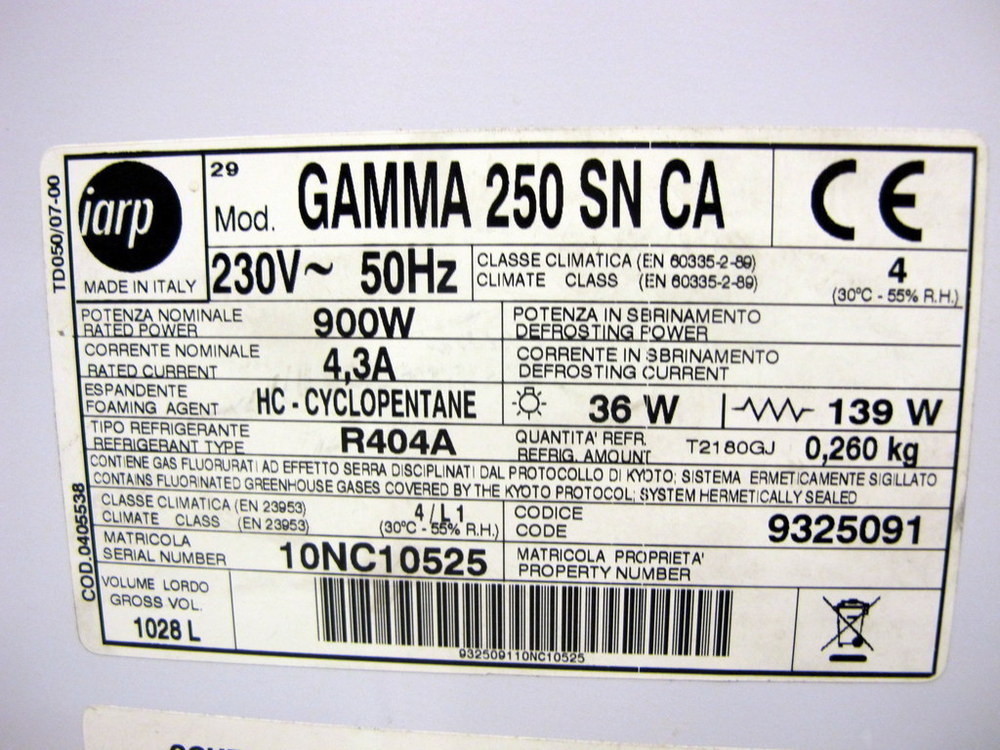 TD050/07-00
iarp
MADE IN ITALY
29
Mod. GAMMA 250 SN CA
CE
230V~ 50Hz
CLASSE CLIMATICA (EN 60335-2-89)
CLIMATE CLASS (EN 60335-2-89)
4
(30°C - 55% R.H.)
POTENZA NOMINALE
RATED POWER
900W
POTENZA IN SBRINAMENTO
DEFROSTING POWER
CORRENTE NOMINALE
RATED CURRENT
4,3A
CORRENTE IN SBRINAMENTO
DEFROSTING CURRENT
ESPANDENTE
FOAMING AGENT
HC - CYCLOPENTANE
36 W
139 W
TIPO REFRIGERANTE
REFRIGERANT TYPE
R404A
QUANTITA' REFR.
REFRIG. AMOUNT
T2180GJ 0,260 kg
CONTIENE GAS FLUORURATI AD EFFETTO SERRA DISCIPLINATI DAL PROTOCOLLO DI KYOTO; SISTEMA ERMETICAMENTE SIGILLATO
CONTAINS FLUORINATED GREENHOUSE GASES COVERED BY THE KYOTO PROTOCOL; SYSTEM HERMETICALLY SEALED
CLASSE CLIMATICA (EN 23953)
CLIMATE CLASS (EN 23953)
4 / L 1
(30°C - 55% R.H.)
CODICE
CODE
9325091
MATRICOLA
SERIAL NUMBER
10NC10525
MATRICOLA PROPRIETA'
PROPERTY NUMBER
COD.0405538
VOLUME LORDO
GROSS VOL.
1028 L
932509110NC10525